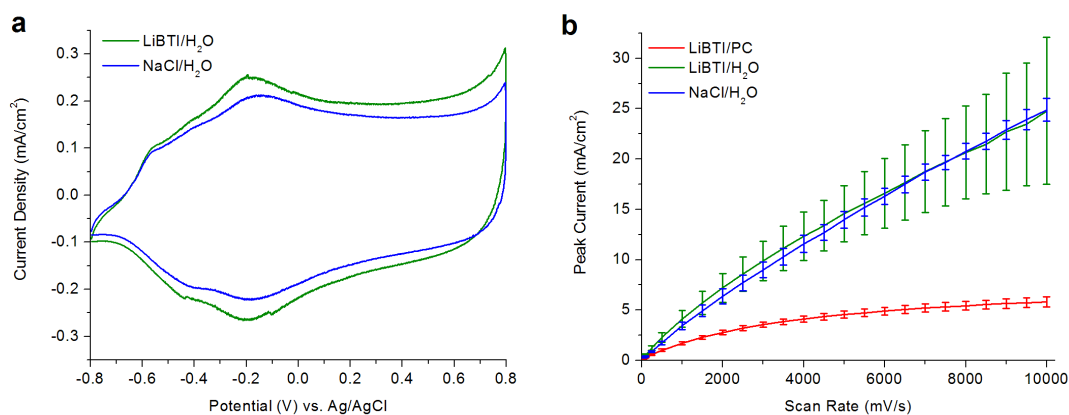 a
LiBTI/H₂O
NaCl/H₂O
0.3
0.2
0.1
0.0
-0.1
-0.2
-0.3
Current Density (mA/cm²)
-0.8 -0.6 -0.4 -0.2 0.0 0.2 0.4 0.6 0.8
Potential (V) vs. Ag/AgCl
b
LiBTI/PC
LiBTI/H₂O
NaCl/H₂O
30
25
20
15
10
5
0
Peak Current (mA/cm²)
0 2000 4000 6000 8000 10000
Scan Rate (mV/s)